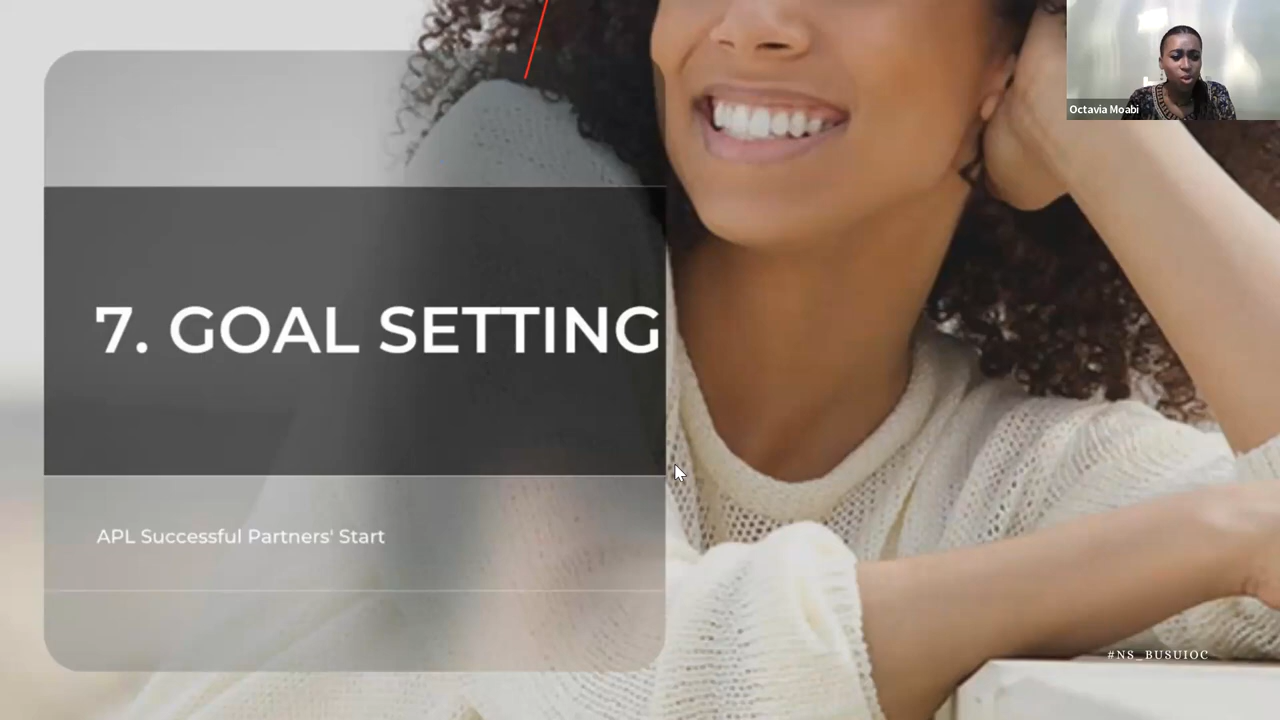 Octavia Moabi
7. GOAL SETTING
APL Successful Partners' Start
#NS_BUSUIOC